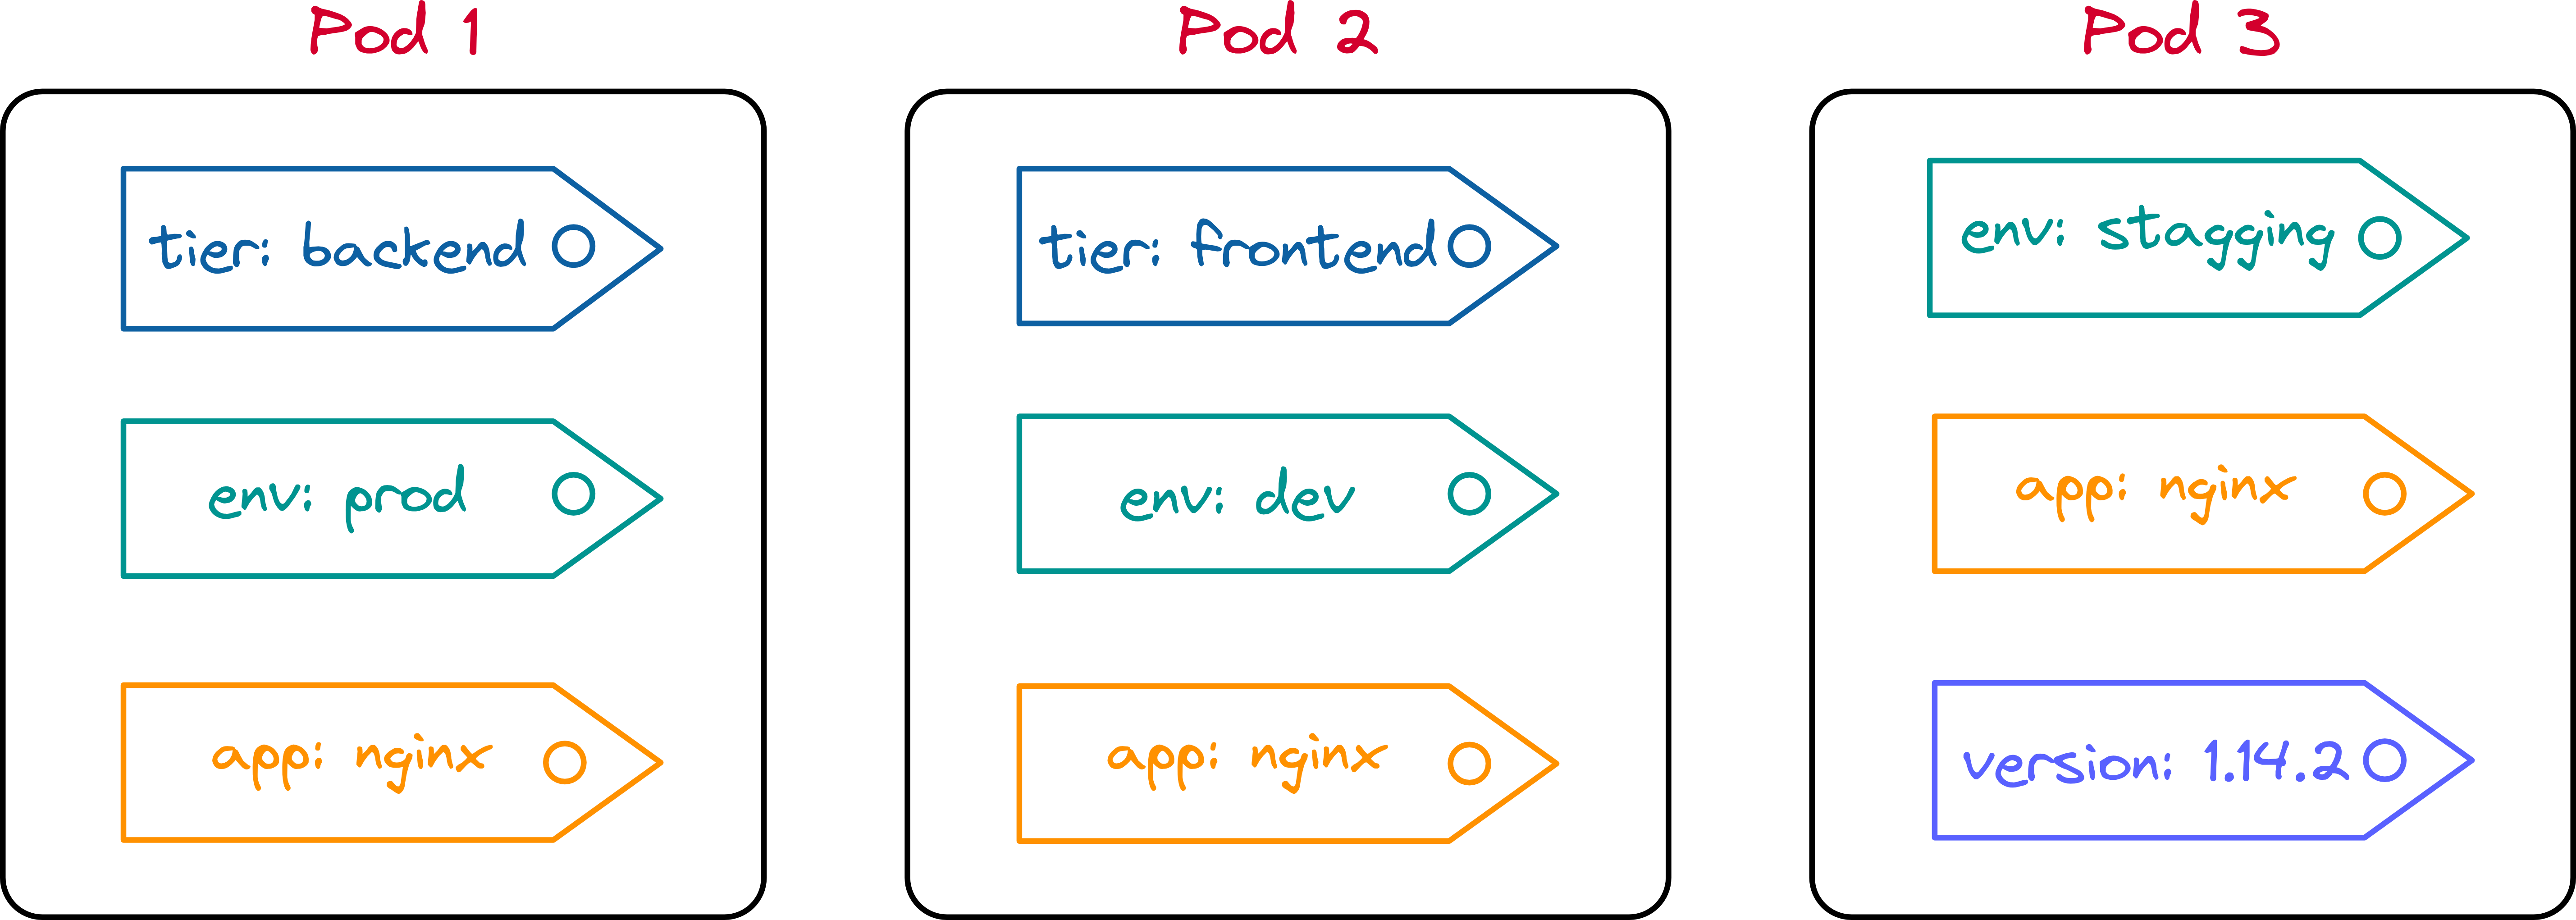 Pod 1
tier: backend
env: prod
app: nginx
Pod 2
tier: frontend
env: dev
app: nginx
Pod 3
env: stagging
app: nginx
version: 1.14.2